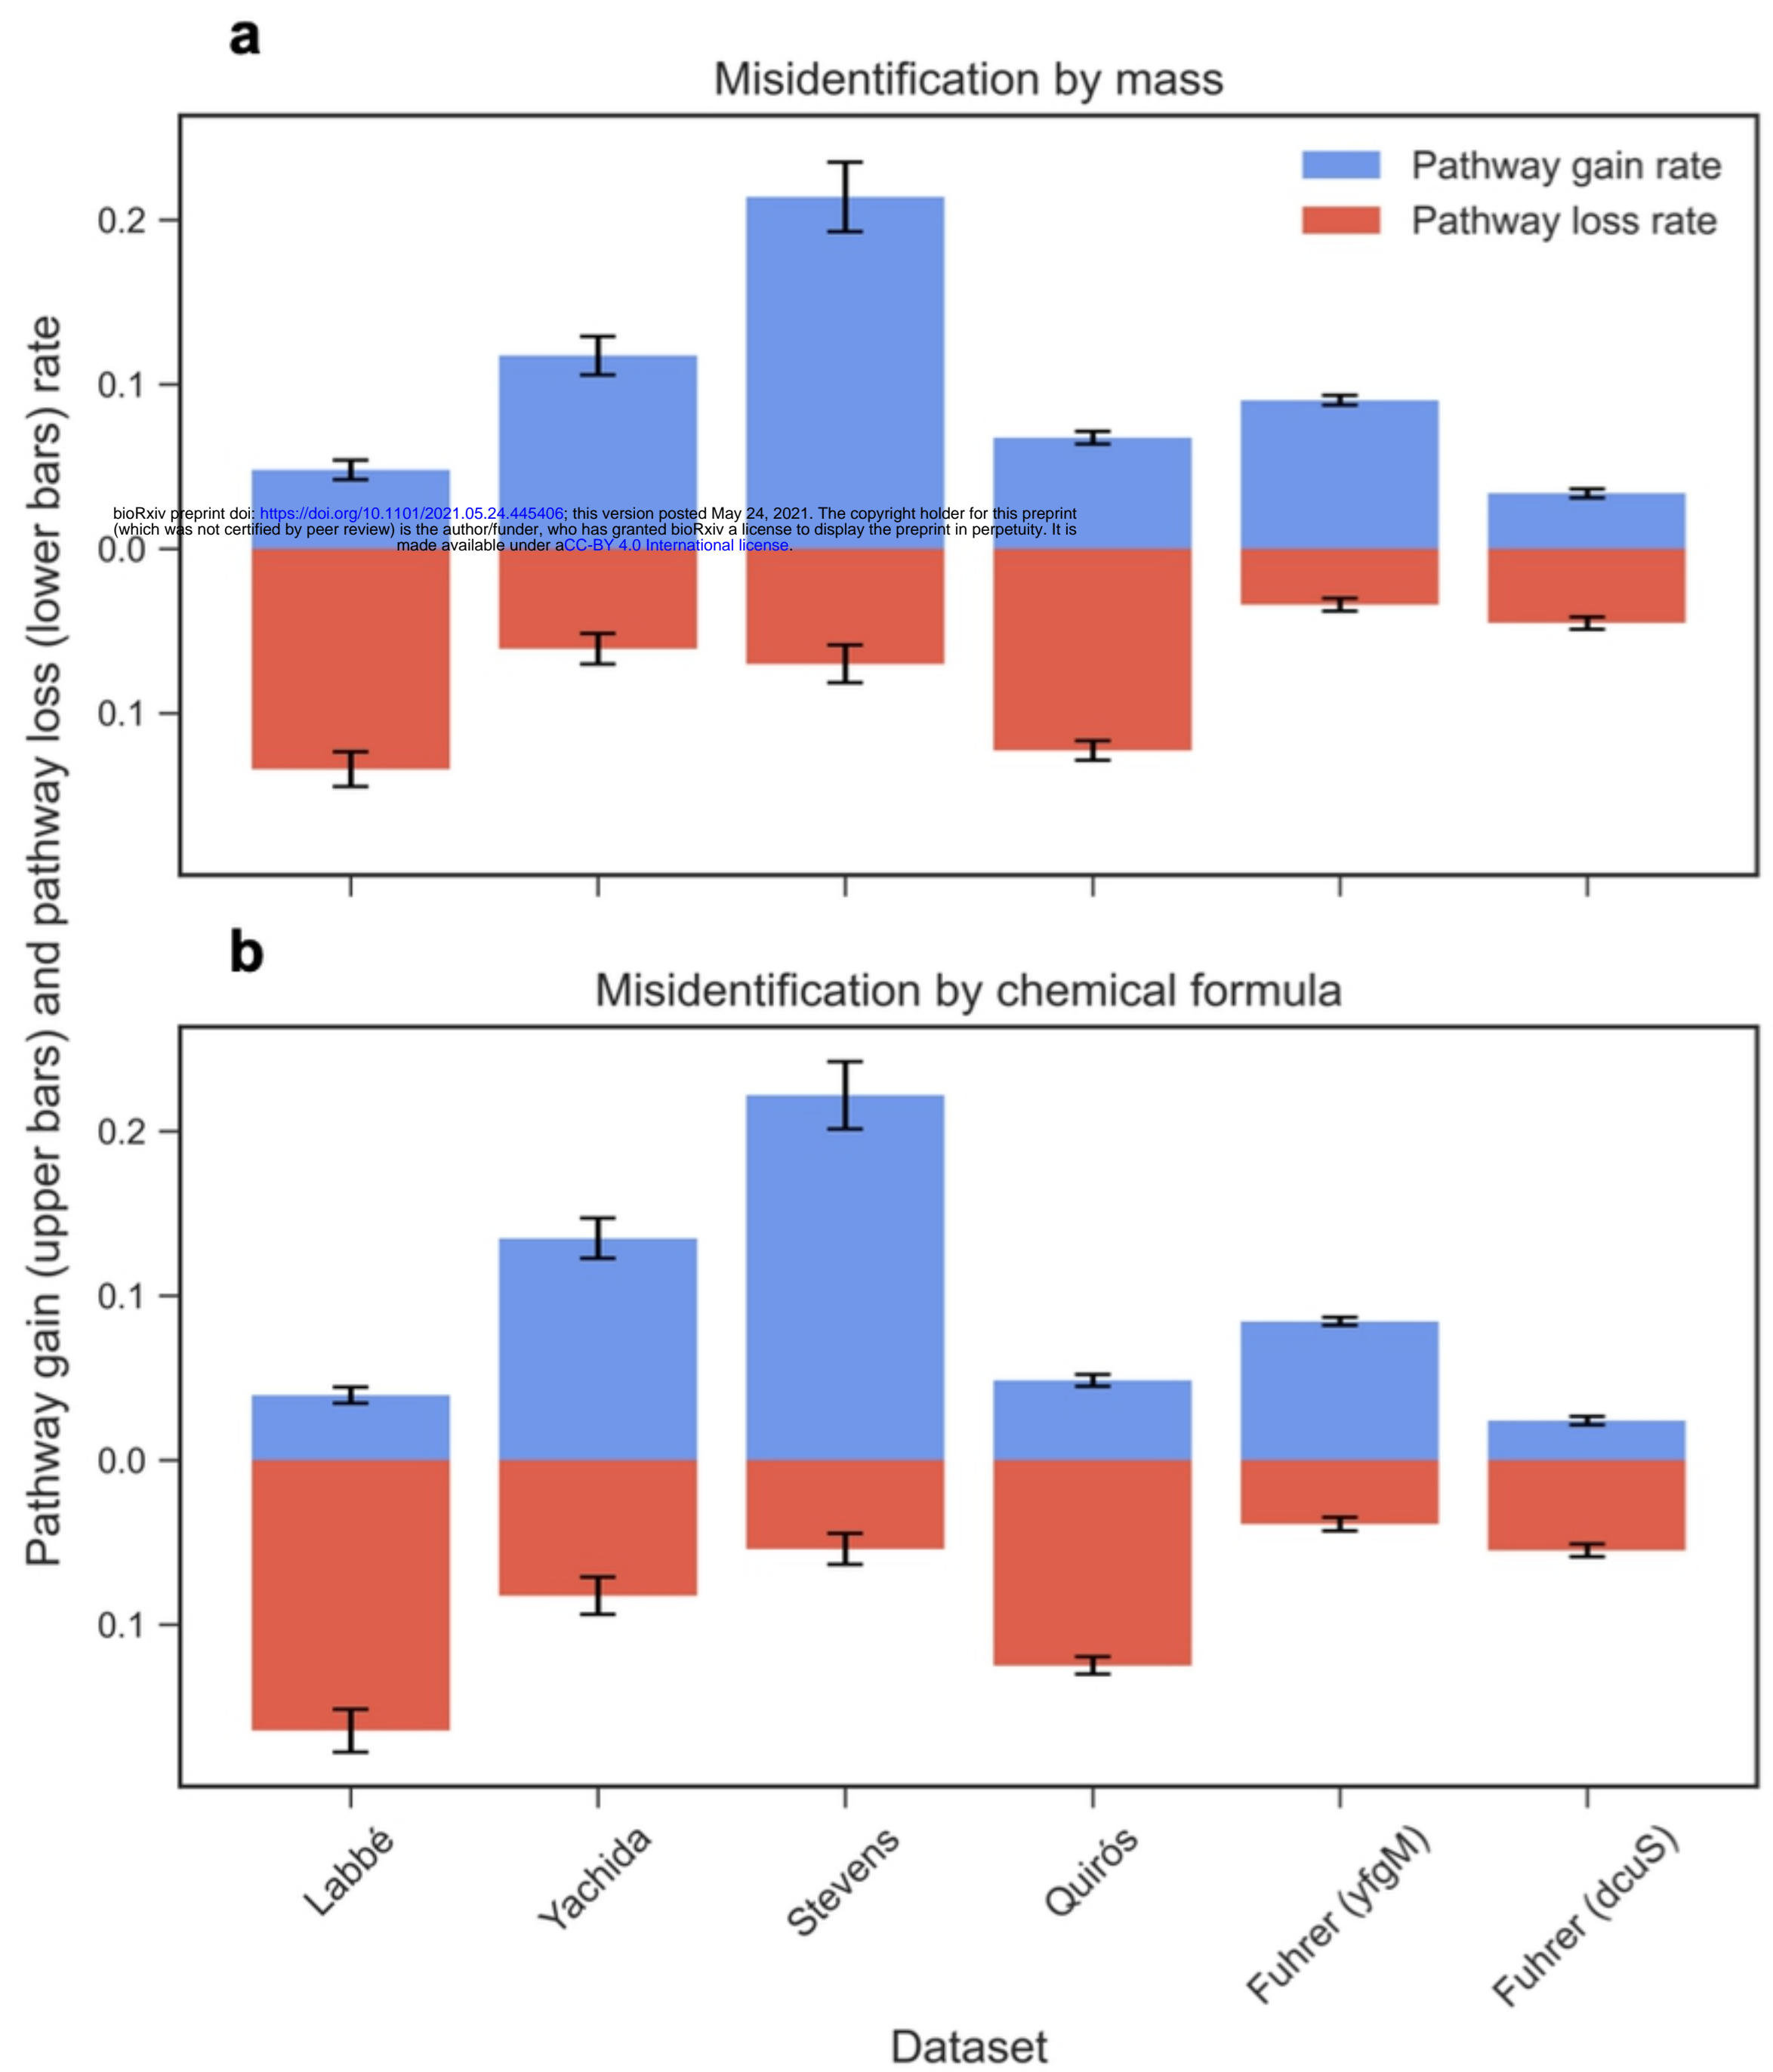 a
Misidentification by mass
Pathway gain rate
Pathway loss rate
0.2
0.1
0.0
0.1
bioRxiv preprint doi: https://doi.org/10.1101/2021.05.24.445406; this version posted May 24, 2021. The copyright holder for this preprint
(which was not certified by peer review) is the author/funder, who has granted bioRxiv a license to display the preprint in perpetuity. It is
made available under aCC-BY 4.0 International license.
Pathway gain (upper bars) and pathway loss (lower bars) rate
b
Misidentification by chemical formula
0.2
0.1
0.0
0.1
Labbé
Yachida
Stevens
Quirós
Fuhrer (yfgM)
Fuhrer (dcuS)
Dataset